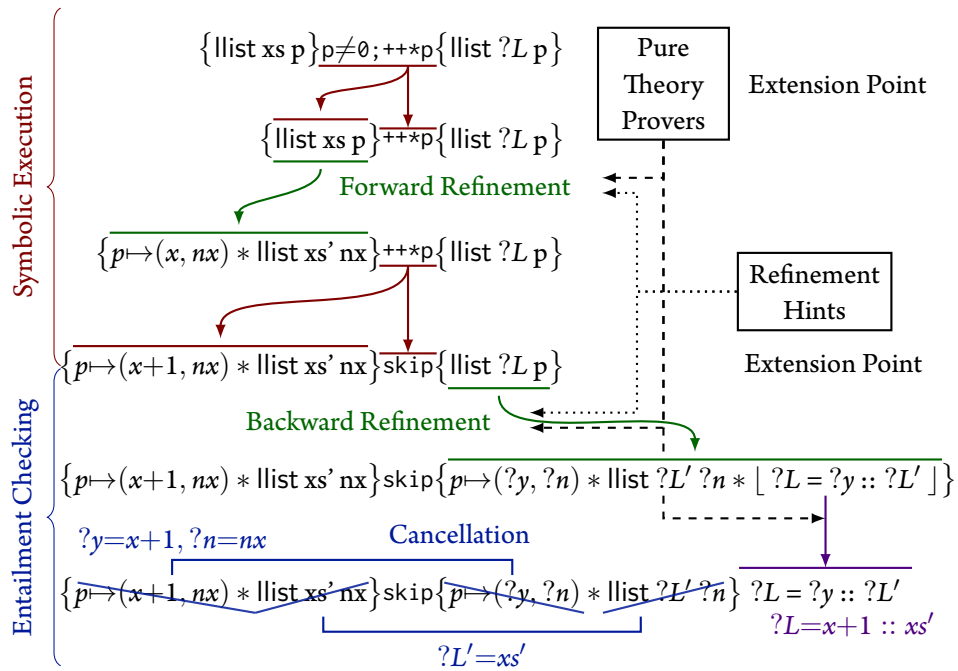 {llist xs p}p≠0;++*p{llist ?L p}
Pure
Theory
Provers
Extension Point
{llist xs p}++*p{llist ?L p}
Forward Refinement
Symbolic Execution
{p↦(x, nx) ∗ llist xs' nx}++*p{llist ?L p}
Refinement
Hints
Extension Point
{p↦(x+1, nx) ∗ llist xs' nx}skip{llist ?L p}
Backward Refinement
Entailment Checking
{p↦(x+1, nx) ∗ llist xs' nx}skip{p↦(?y, ?n) ∗ llist ?L′ ?n ∗ ⌊ ?L = ?y :: ?L′ ⌋}
?y=x+1, ?n=nx
Cancellation
{p↦(x+1, nx) ∗ llist xs' nx}skip{p↦(?y, ?n) ∗ llist ?L′ ?n} ?L = ?y :: ?L′
?L=x+1 :: xs′
?L′=xs′